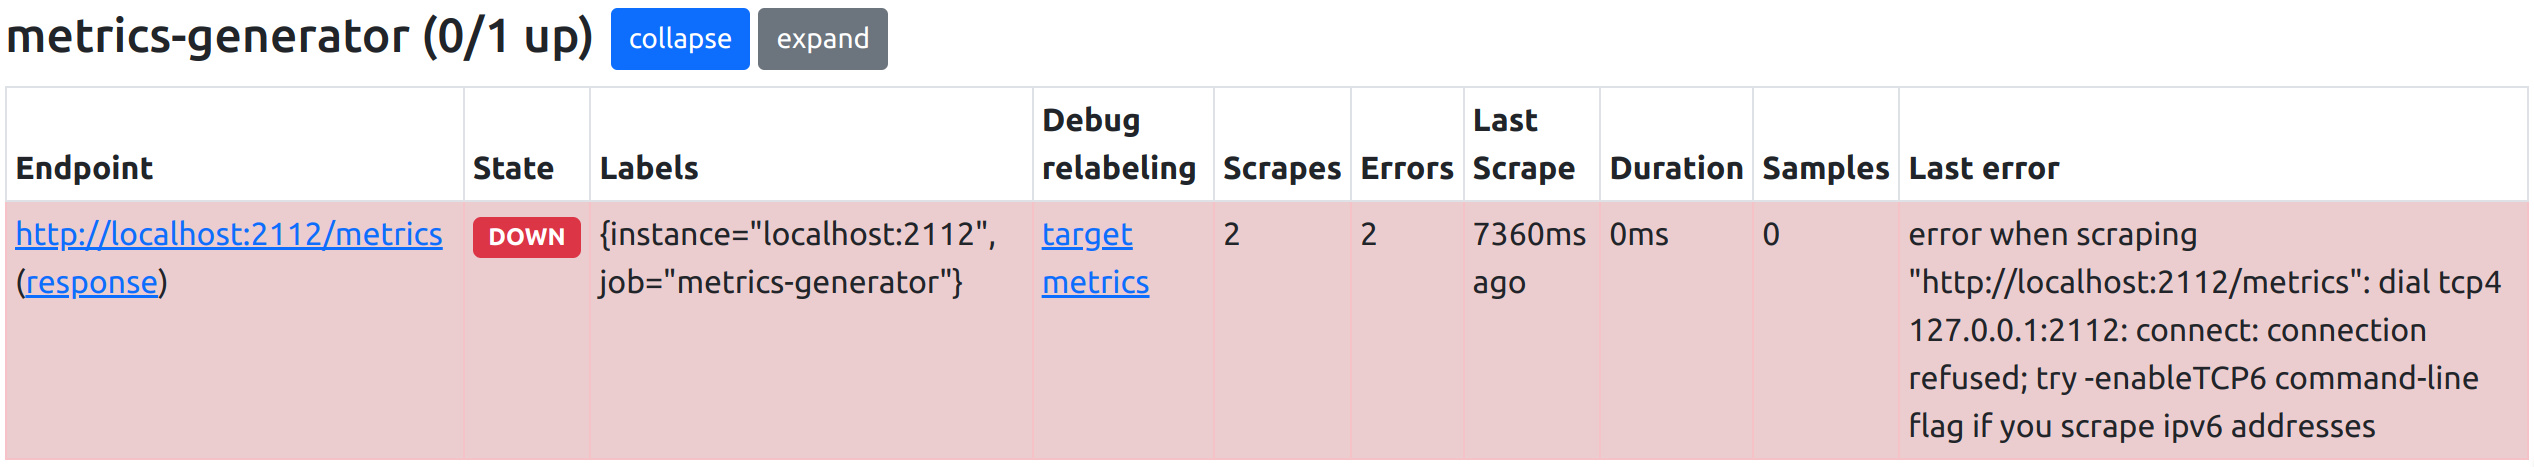 metrics-generator (0/1 up) collapse expand
Endpoint State Labels Debug relabeling Scrapes Errors Last Scrape Duration Samples Last error
http://localhost:2112/metrics DOWN {instance="localhost:2112", target 2 2 7360ms 0ms 0 error when scraping
(response) job="metrics-generator"} metrics ago "http://localhost:2112/metrics": dial tcp4
127.0.0.1:2112: connect: connection
refused; try -enableTCP6 command-line
flag if you scrape ipv6 addresses